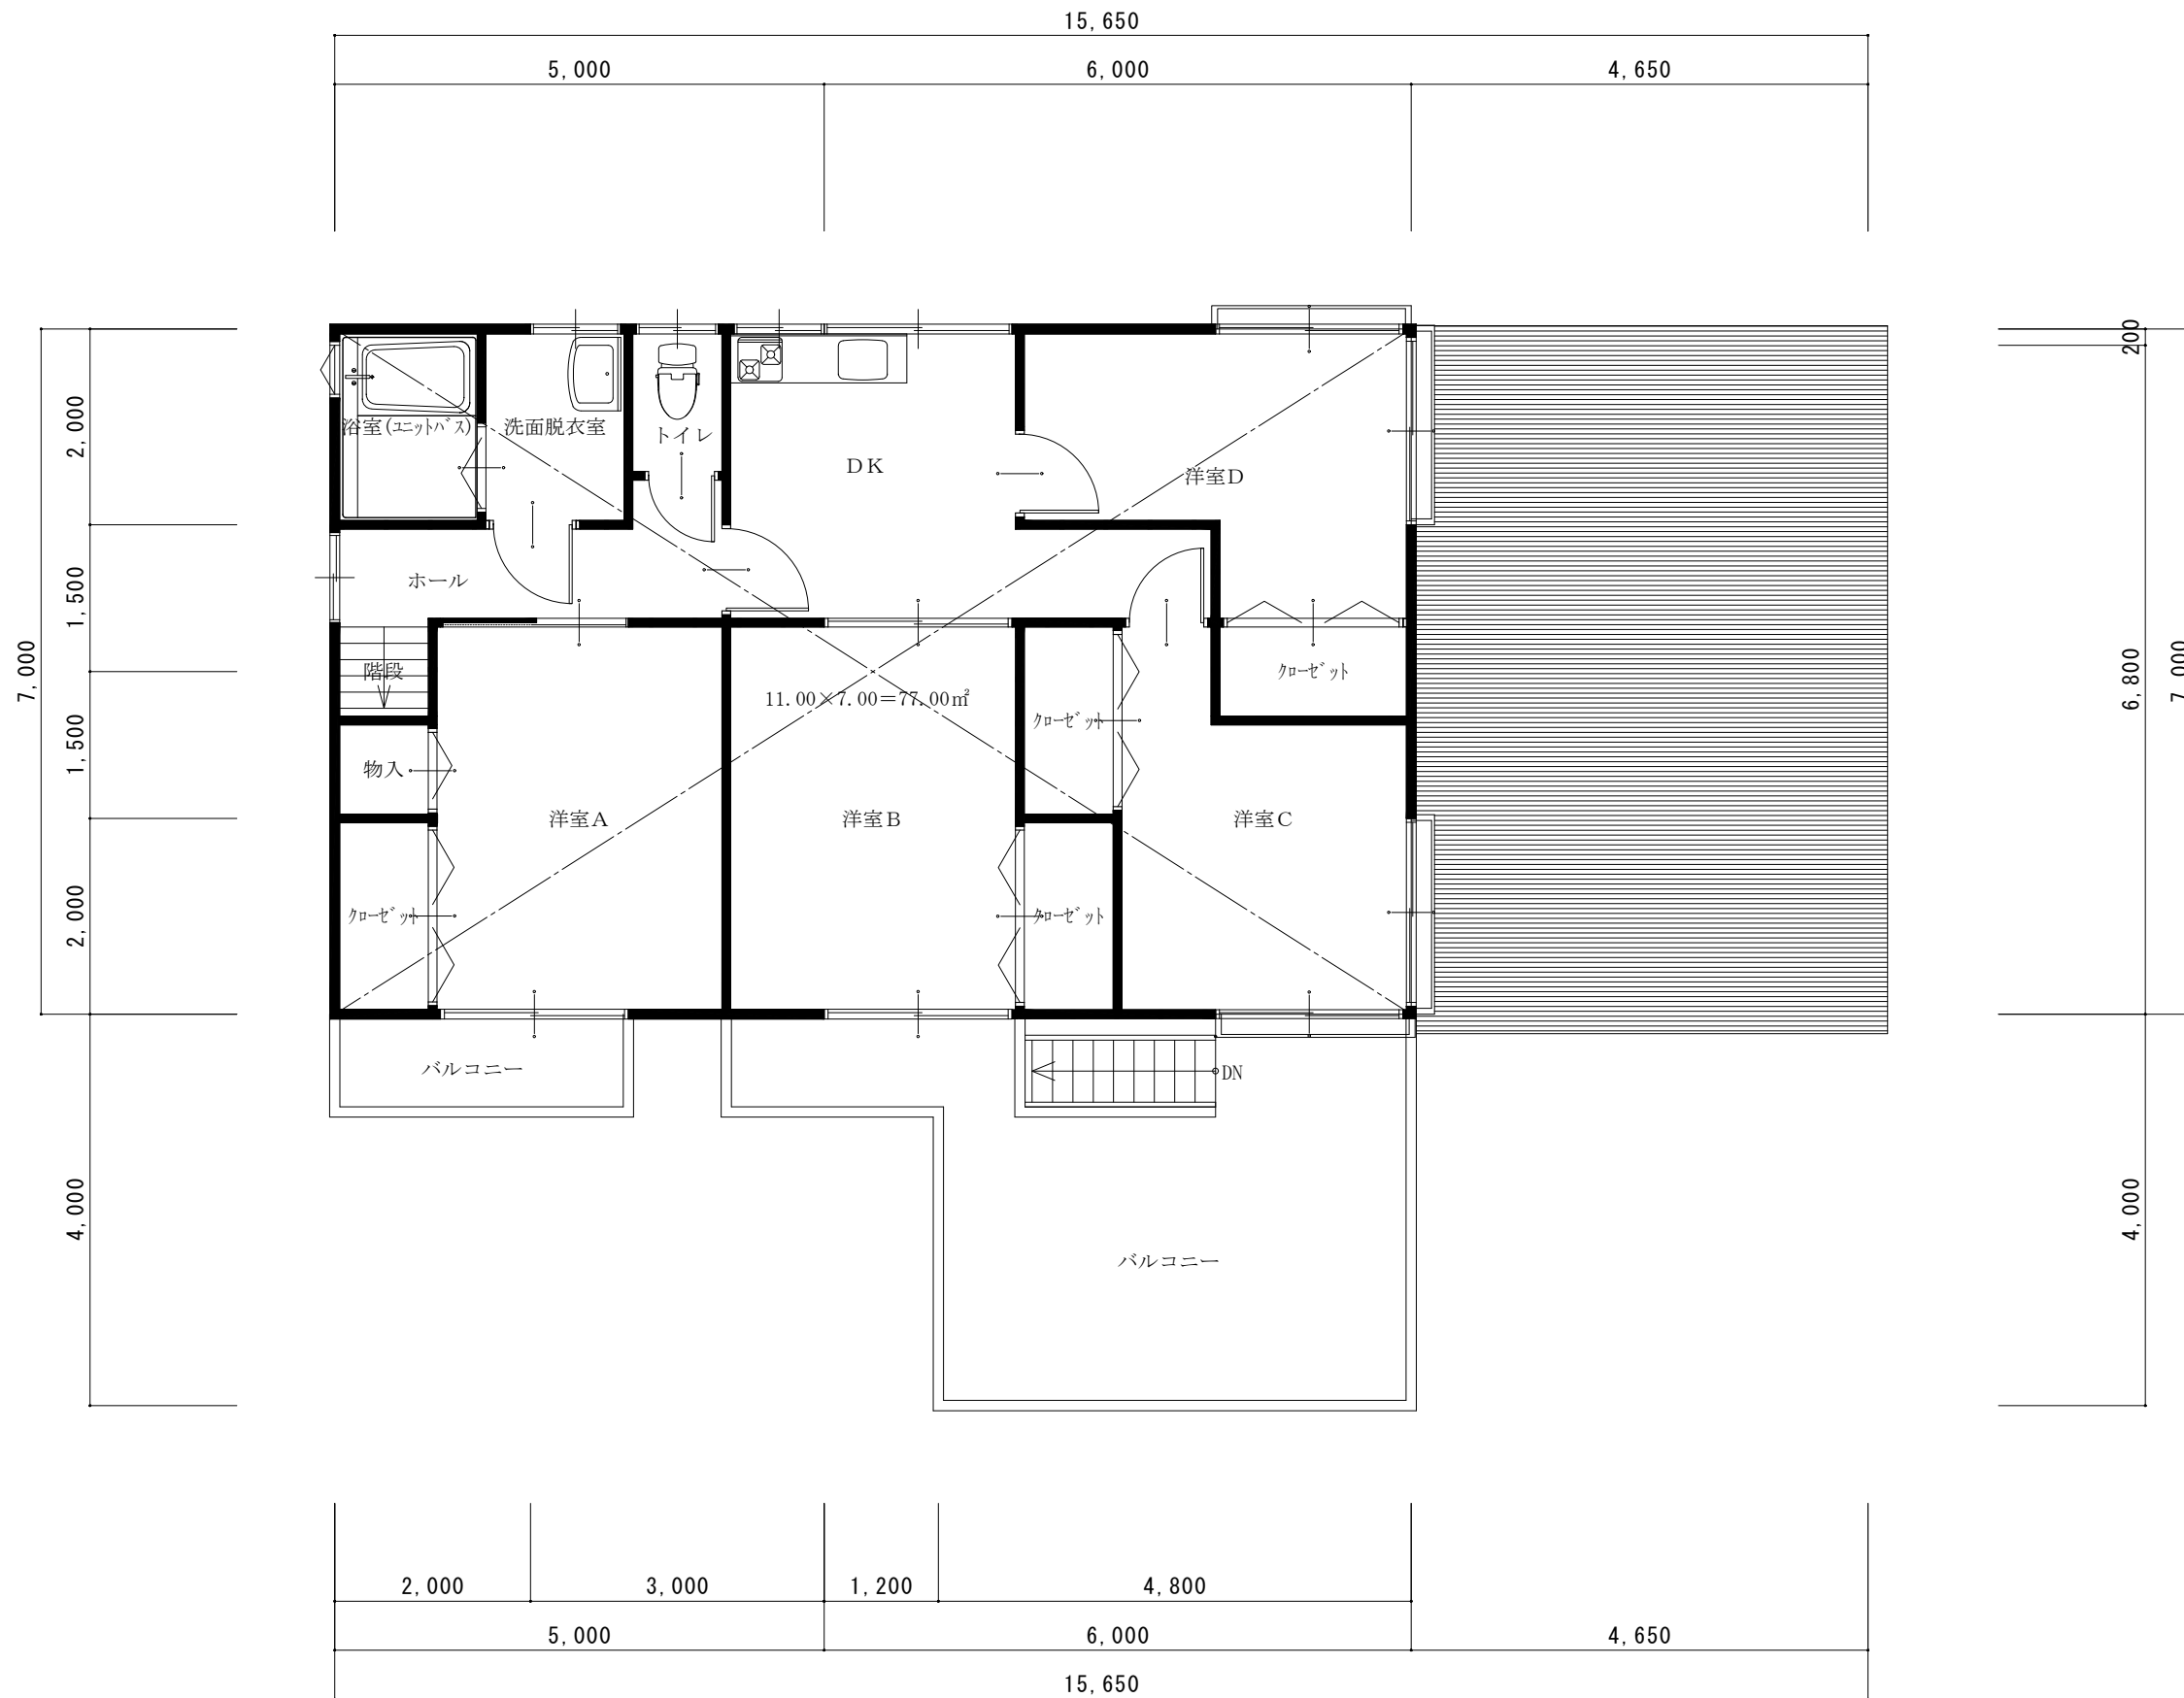 15,650
5,000
6,000
4,650
200
2,000
浴室(ﾕﾆｯﾄﾊﾞｽ)
洗面脱衣室
トイレ
DK
洋室D
ホール
1,500
7,000
階段
11.00×7.00=77.00㎡
クローゼット
クローゼット
6,800
7,000
1,500
物入
洋室A
洋室B
洋室C
2,000
クローゼット
クローゼット
バルコニー
DN
4,000
バルコニー
4,000
2,000
3,000
1,200
4,800
5,000
6,000
4,650
15,650